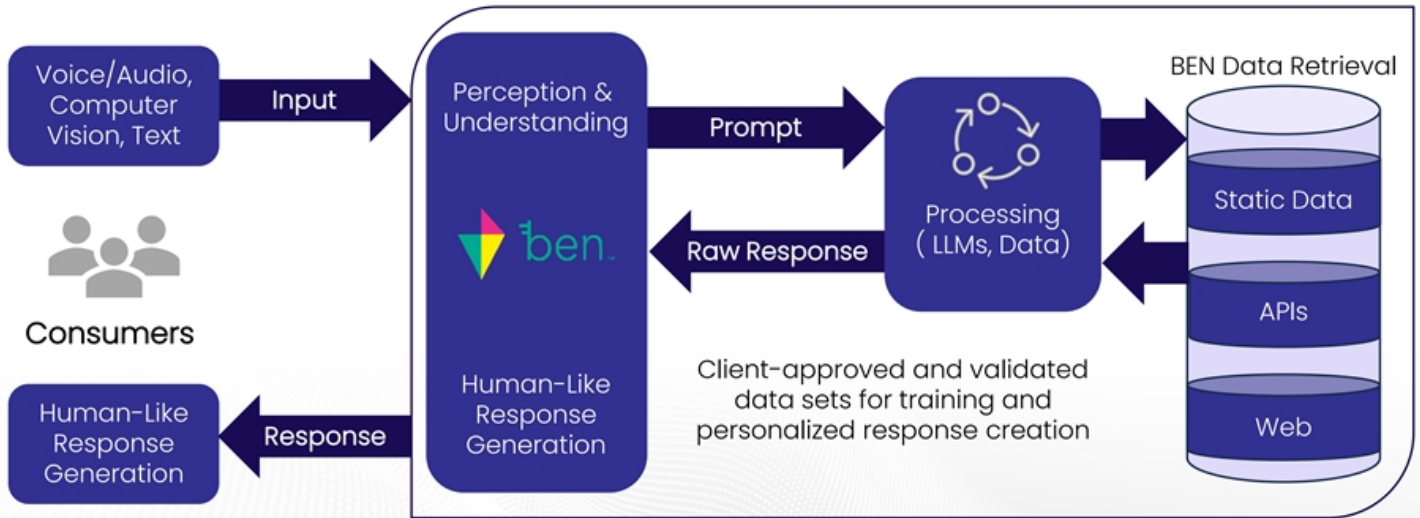 Voice/Audio,
Computer
Vision, Text
Input
Perception &
Understanding
Prompt
Processing
( LLMs, Data)
BEN Data Retrieval
Static Data
APIs
Web
ben
Raw Response
Consumers
Human-Like
Response
Generation
Client-approved and validated
data sets for training and
personalized response creation
Response
Human-Like
Response
Generation